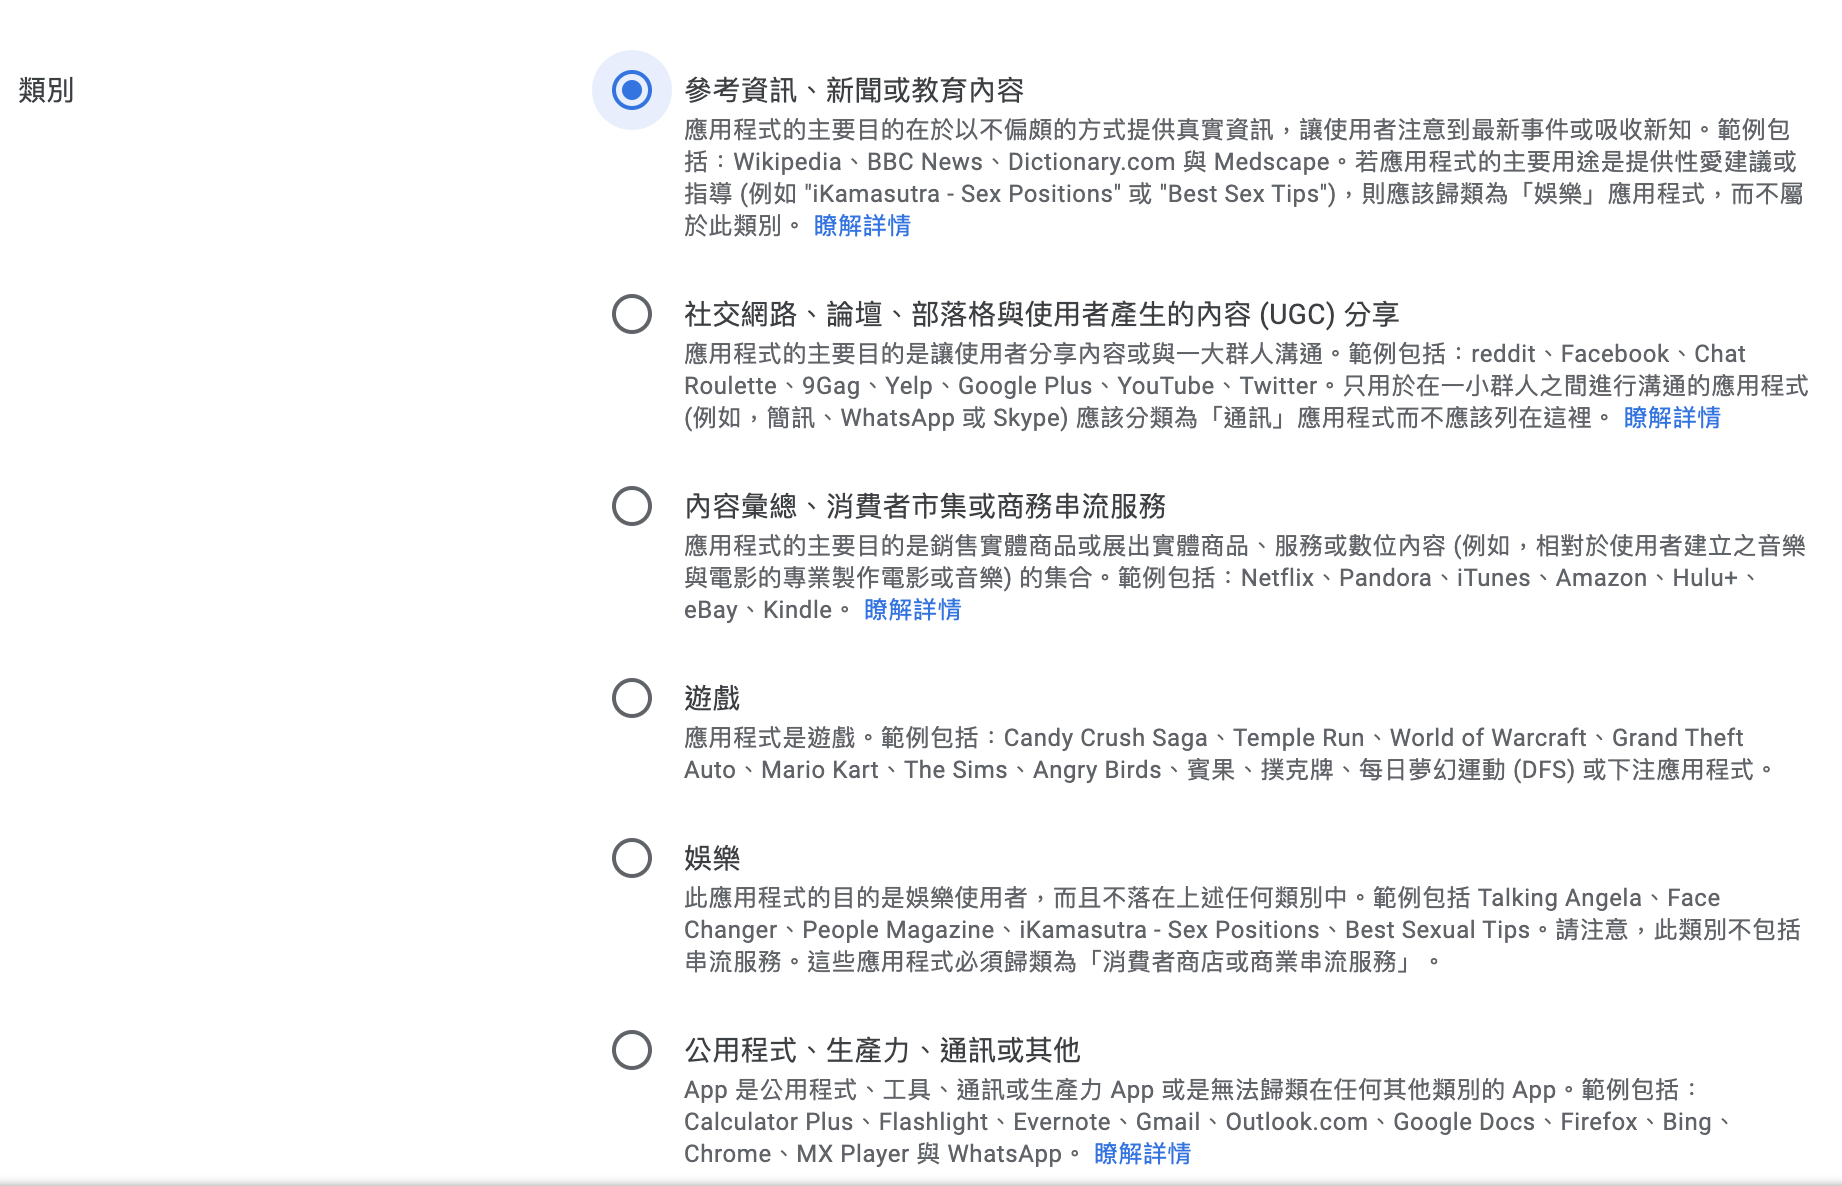 類別
參考資訊、新聞或教育內容
應用程式的主要目的在於以不偏頗的方式提供真實資訊，讓使用者注意到最新事件或吸收新知。範例包
括：Wikipedia、BBC News、Dictionary.com 與 Medscape。若應用程式的主要用途是提供性愛建議或
指導 (例如 "iKamasutra - Sex Positions" 或 "Best Sex Tips")，則應該歸類為「娛樂」應用程式，而不屬
於此類別。 瞭解詳情
社交網路、論壇、部落格與使用者產生的內容 (UGC) 分享
應用程式的主要目的是讓使用者分享內容或與一大群人溝通。範例包括：reddit、Facebook、Chat
Roulette、9Gag、Yelp、Google Plus、YouTube、Twitter。只用於在一小群人之間進行溝通的應用程式
(例如，簡訊、WhatsApp 或 Skype) 應該分類為「通訊」應用程式而不應該列在這裡。 瞭解詳情
內容彙總、消費者市集或商務串流服務
應用程式的主要目的是銷售實體商品或展出實體商品、服務或數位內容 (例如，相對於使用者建立之音樂
與電影的專業製作電影或音樂) 的集合。範例包括：Netflix、Pandora、iTunes、Amazon、Hulu+、
eBay、Kindle。 瞭解詳情
遊戲
應用程式是遊戲。範例包括：Candy Crush Saga、Temple Run、World of Warcraft、Grand Theft
Auto、Mario Kart、The Sims、Angry Birds、賓果、撲克牌、每日夢幻運動 (DFS) 或下注應用程式。
娛樂
此應用程式的目的是娛樂使用者，而且不落在上述任何類別中。範例包括 Talking Angela、Face
Changer、People Magazine、iKamasutra - Sex Positions、Best Sexual Tips。請注意，此類別不包括
串流服務。這些應用程式必須歸類為「消費者商店或商業串流服務」。
公用程式、生產力、通訊或其他
App 是公用程式、工具、通訊或生產力 App 或是無法歸類在任何其他類別的 App。範例包括：
Calculator Plus、Flashlight、Evernote、Gmail、Outlook.com、Google Docs、Firefox、Bing、
Chrome、MX Player 與 WhatsApp。 瞭解詳情